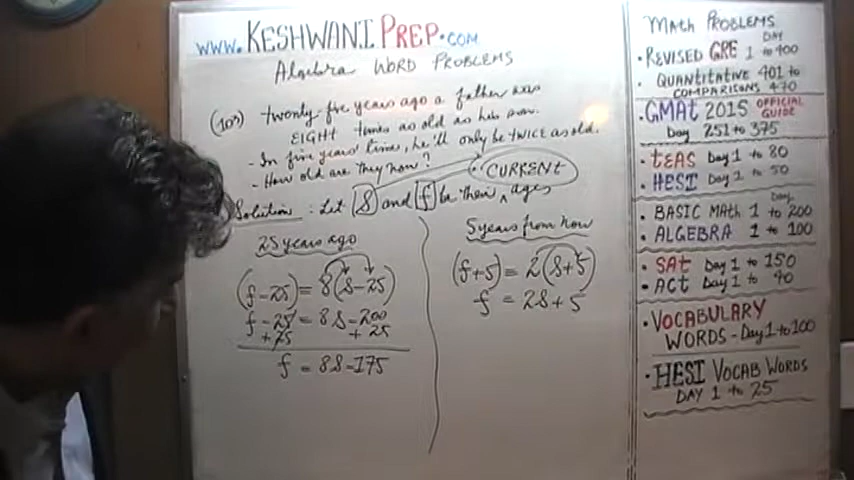 www.KESHWANIPREP.COM
Algebra WORD PROBLEMS
(103) twenty-five years ago a father was
EIGHT times as old as his son.
- In five years' time, he'll only be twice as old.
- How old are they now?
CURRENT
Solution: Let S and f be their ^ ages
25 years ago
(f-25) = 8(S-25)
f-25 = 8S-200
+25 +25
f = 8S-175
5 years from now
(f+5) = 2(S+5)
f = 2S+5
Math PROBLEMS
DAY
• REVISED GRE 1 to 400
• QUANTITATIVE 401 to
COMPARISONS 470
• GMAT 2015 OFFICIAL
GUIDE
Day 251 to 375
• tEAS Day 1 to 80
• HESI Day 1 to 50
Day
• BASIC MAth 1 to 200
• ALGEBRA 1 to 100
• SAt Day 1 to 150
• ACt Day 1 to 40
• VOCABULARY
WORDS - Day 1 to 100
• HESI VOCAB WORDS
DAY 1 to 25